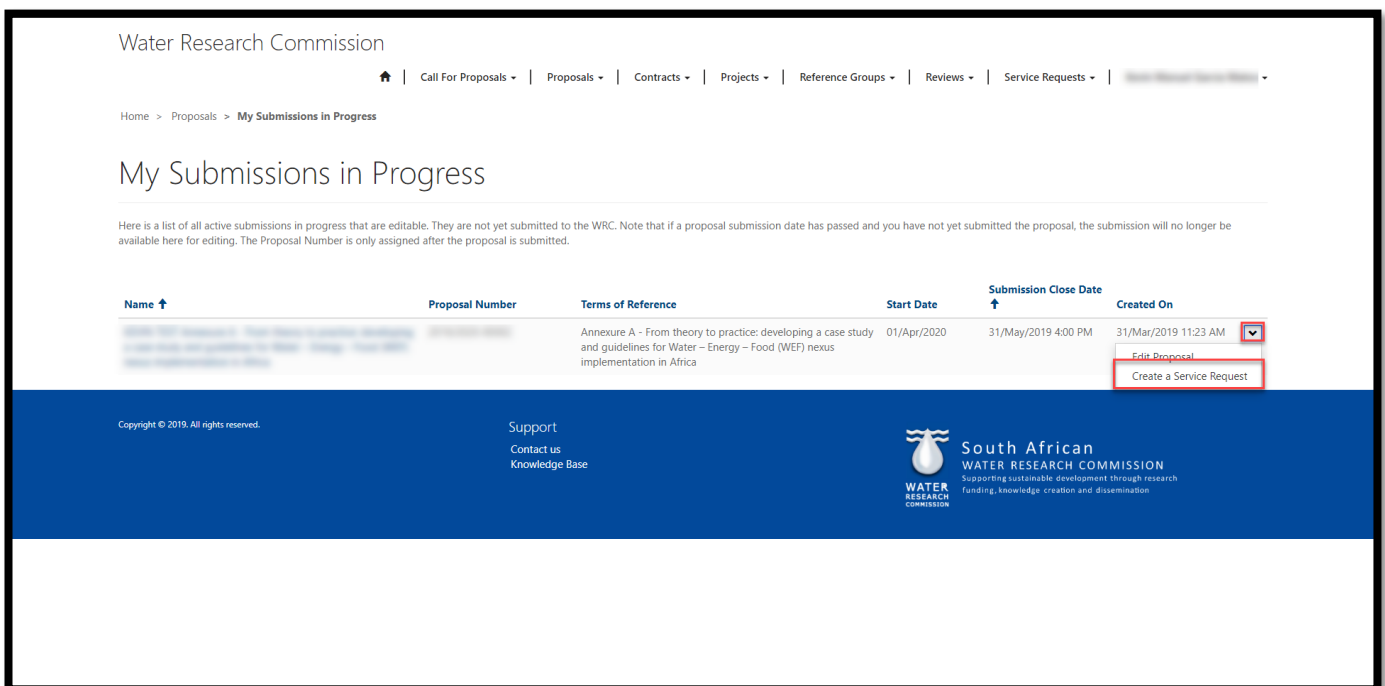 Water Research Commission
Call For Proposals
Proposals
Contracts
Projects
Reference Groups
Reviews
Service Requests
Home > Proposals > My Submissions in Progress
My Submissions in Progress
Here is a list of all active submissions in progress that are editable. They are not yet submitted to the WRC. Note that if a proposal submission date has passed and you have not yet submitted the proposal, the submission will no longer be
available here for editing. The Proposal Number is only assigned after the proposal is submitted.
Name
Proposal Number
Terms of Reference
Start Date
Submission Close Date
Created On
Annexure A - From theory to practice: developing a case study
and guidelines for Water – Energy – Food (WEF) nexus
implementation in Africa
01/Apr/2020
31/May/2019 4:00 PM
31/Mar/2019 11:23 AM
Edit Proposal
Create a Service Request
Copyright © 2019. All rights reserved.
Support
Contact us
Knowledge Base
WATER
RESEARCH
COMMISSION
South African
WATER RESEARCH COMMISSION
Supporting sustainable development through research
funding, knowledge creation and dissemination